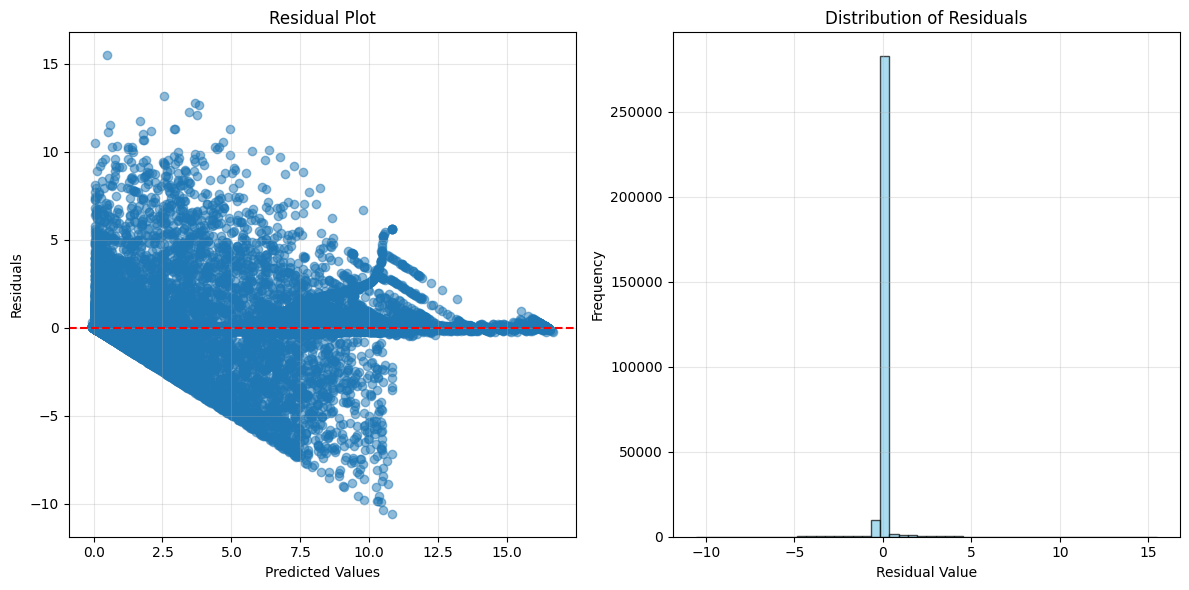 Residual Plot
Residuals
15
10
5
0
−5
−10
0.0 2.5 5.0 7.5 10.0 12.5 15.0
Predicted Values
Distribution of Residuals
Frequency
250000
200000
150000
100000
50000
0
−10 −5 0 5 10 15
Residual Value